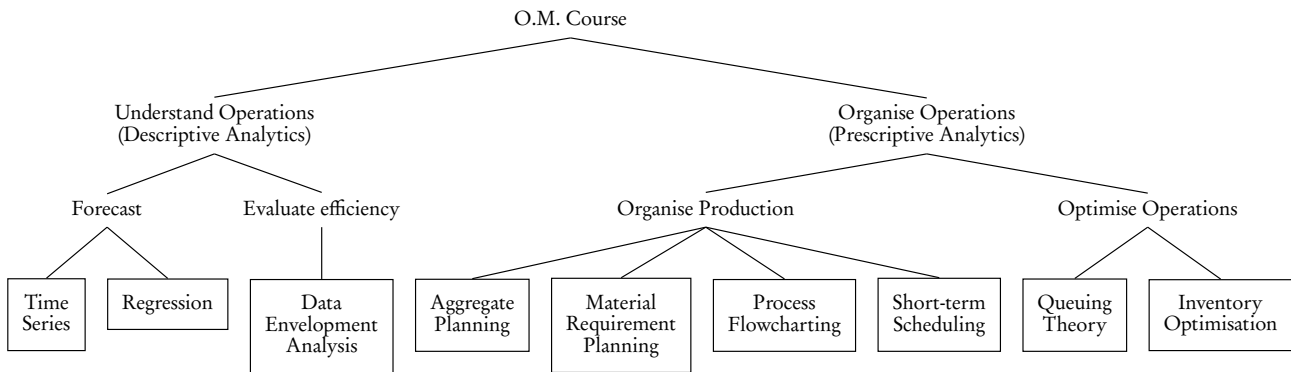 O.M. Course
Understand Operations
(Descriptive Analytics)
Organise Operations
(Prescriptive Analytics)
Forecast
Evaluate efficiency
Organise Production
Optimise Operations
Time
Series
Regression
Data
Envelopment
Analysis
Aggregate
Planning
Material
Requirement
Planning
Process
Flowcharting
Short-term
Scheduling
Queuing
Theory
Inventory
Optimisation